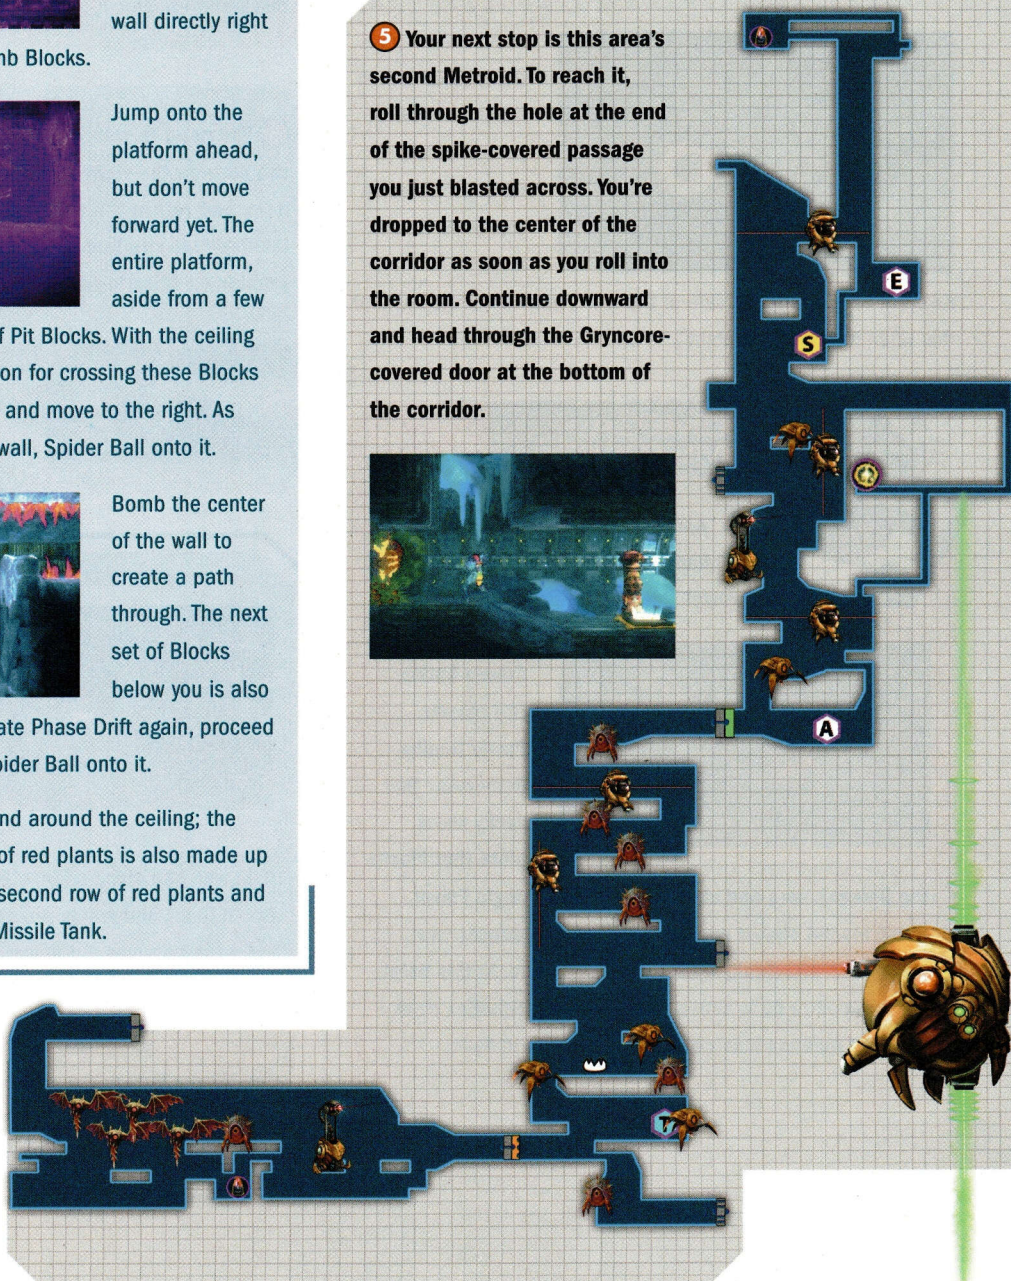 wall directly right
nb Blocks.
Jump onto the
platform ahead,
but don't move
forward yet. The
entire platform,
aside from a few
f Pit Blocks. With the ceiling
on for crossing these Blocks
and move to the right. As
wall, Spider Ball onto it.
Bomb the center
of the wall to
create a path
through. The next
set of Blocks
below you is also
ate Phase Drift again, proceed
pider Ball onto it.
nd around the ceiling; the
of red plants is also made up
second row of red plants and
Missile Tank.
5 Your next stop is this area's
second Metroid. To reach it,
roll through the hole at the end
of the spike-covered passage
you just blasted across. You're
dropped to the center of the
corridor as soon as you roll into
the room. Continue downward
and head through the Gryncore-
covered door at the bottom of
the corridor.
E
S
A
T